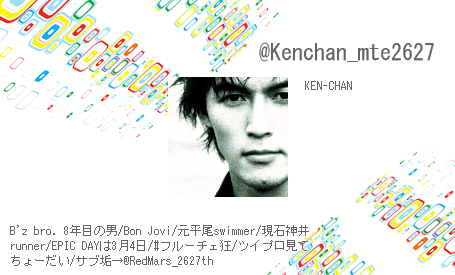 @Kenchan_mte2627
KEN-CHAN
B'z bro. 8年目の男/Bon Jovi/元平尾swimmer/現石神井
runner/EPIC DAYは3月4日/#フルーチェ狂/ツイプロ見て
ちょーだい/サブ垢→@RedMars_2627th